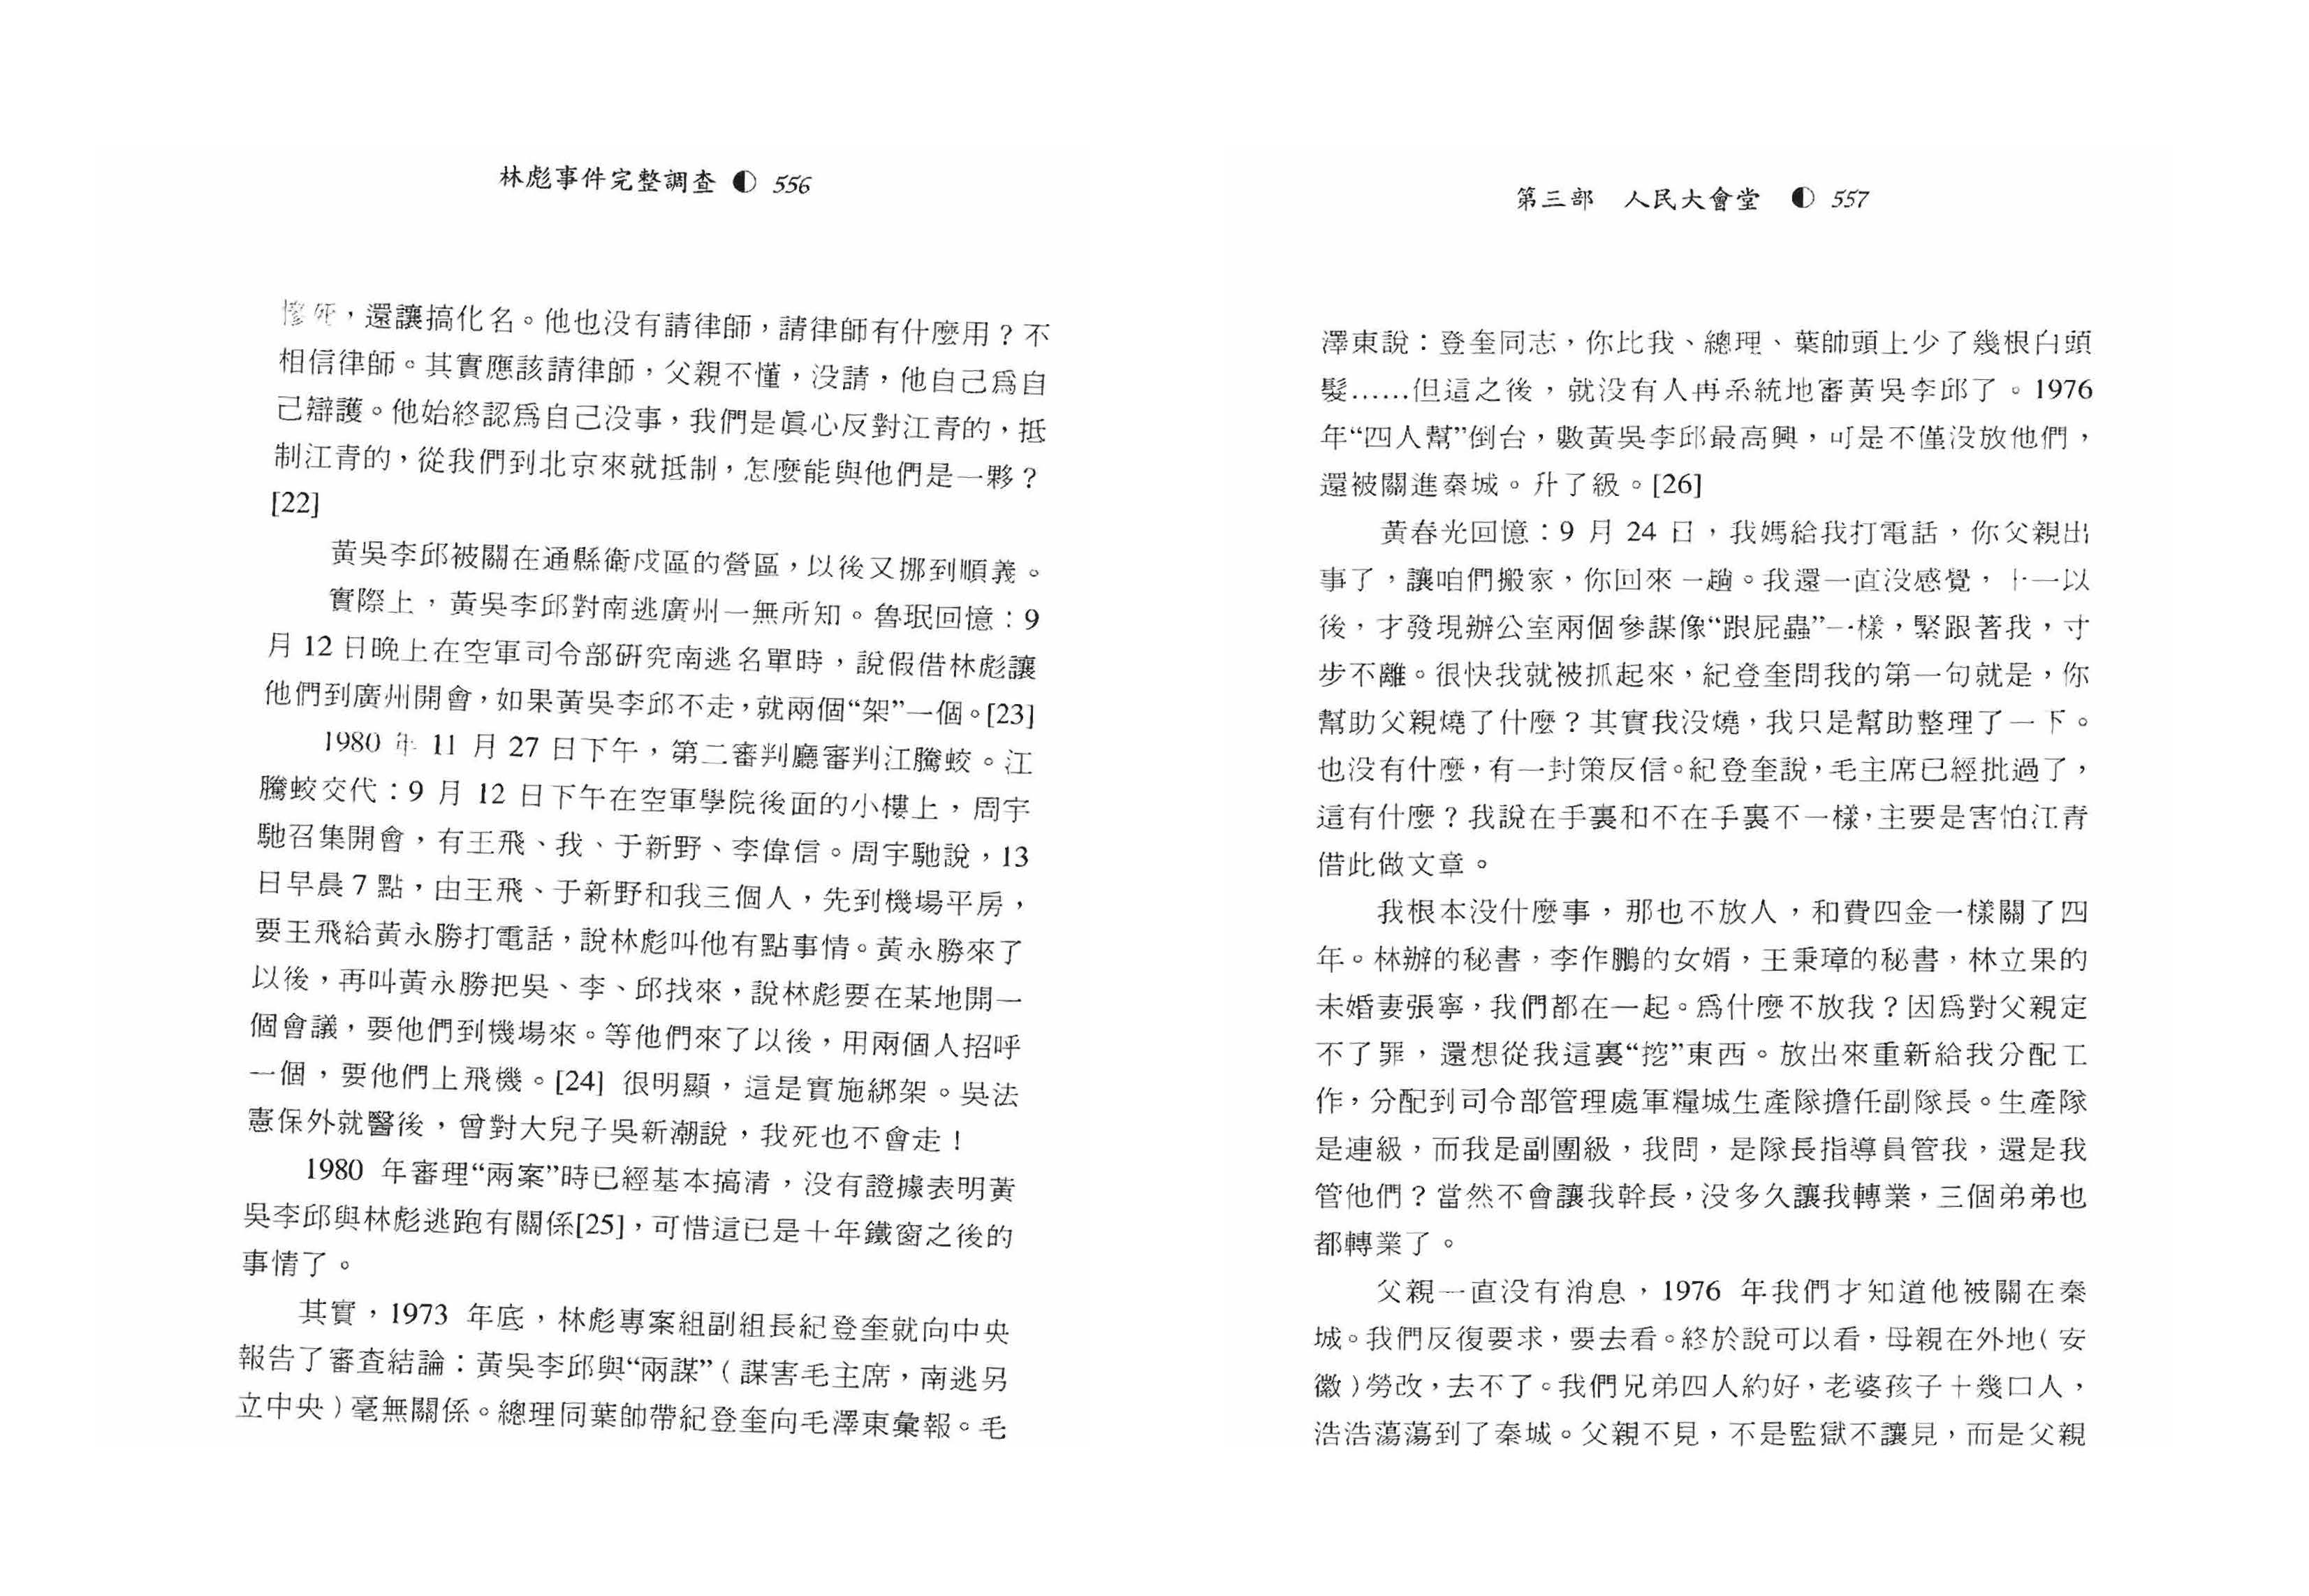 林彪事件完整調查 ◐ 556
慘死，還讓搞化名。他也没有請律師，請律師有什麼用？不
相信律師。其實應該請律師，父親不懂，没請，他自己爲自
己辯護。他始終認爲自己没事，我們是眞心反對江青的，抵
制江青的，從我們到北京來就抵制，怎麼能與他們是一夥？
[22]
黃吳李邱被關在通縣衛戍區的營區，以後又挪到順義。
實際上，黃吳李邱對南逃廣州一無所知。魯珉回憶：9
月 12 日晚上在空軍司令部研究南逃名單時，說假借林彪讓
他們到廣州開會，如果黃吳李邱不走，就兩個“架”一個。[23]
1980 年 11 月 27 日下午，第二審判廳審判江騰蛟。江
騰蛟交代：9 月 12 日下午在空軍學院後面的小樓上，周宇
馳召集開會，有王飛、我、于新野、李偉信。周宇馳說，13
日早晨 7 點，由王飛、于新野和我三個人，先到機場平房，
要王飛給黃永勝打電話，說林彪叫他有點事情。黃永勝來了
以後，再叫黃永勝把吳、李、邱找來，說林彪要在某地開一
個會議，要他們到機場來。等他們來了以後，用兩個人招呼
一個，要他們上飛機。[24] 很明顯，這是實施綁架。吳法
憲保外就醫後，曾對大兒子吳新潮說，我死也不會走！
1980 年審理“兩案”時已經基本搞清，没有證據表明黃
吳李邱與林彪逃跑有關係[25]，可惜這已是十年鐵窗之後的
事情了。
其實，1973 年底，林彪專案組副組長紀登奎就向中央
報告了審查結論：黃吳李邱與“兩謀”（謀害毛主席，南逃另
立中央）毫無關係。總理同葉帥帶紀登奎向毛澤東彙報。毛
第三部 人民大會堂 ◐ 557
澤東說：登奎同志，你比我、總理、葉帥頭上少了幾根白頭
髮……但這之後，就没有人再系統地審黃吳李邱了。1976
年“四人幫”倒台，數黃吳李邱最高興，可是不僅没放他們，
還被關進秦城。升了級。[26]
黃春光回憶：9 月 24 日，我媽給我打電話，你父親出
事了，讓咱們搬家，你回來一趟。我還一直没感覺，十一以
後，才發現辦公室兩個參謀像“跟屁蟲”一樣，緊跟著我，寸
步不離。很快我就被抓起來，紀登奎問我的第一句就是，你
幫助父親燒了什麼？其實我没燒，我只是幫助整理了一下。
也没有什麼，有一封策反信。紀登奎說，毛主席已經批過了，
這有什麼？我說在手裏和不在手裏不一樣，主要是害怕江青
借此做文章。
我根本没什麼事，那也不放人，和費四金一樣關了四
年。林辦的秘書，李作鵬的女婿，王秉璋的秘書，林立果的
未婚妻張寧，我們都在一起。爲什麼不放我？因爲對父親定
不了罪，還想從我這裏“挖”東西。放出來重新給我分配工
作，分配到司令部管理處軍糧城生產隊擔任副隊長。生產隊
是連級，而我是副團級，我問，是隊長指導員管我，還是我
管他們？當然不會讓我幹長，没多久讓我轉業，三個弟弟也
都轉業了。
父親一直没有消息，1976 年我們才知道他被關在秦
城。我們反復要求，要去看。終於說可以看，母親在外地（安
徽）勞改，去不了。我們兄弟四人約好，老婆孩子十幾口人，
浩浩蕩蕩到了秦城。父親不見，不是監獄不讓見，而是父親